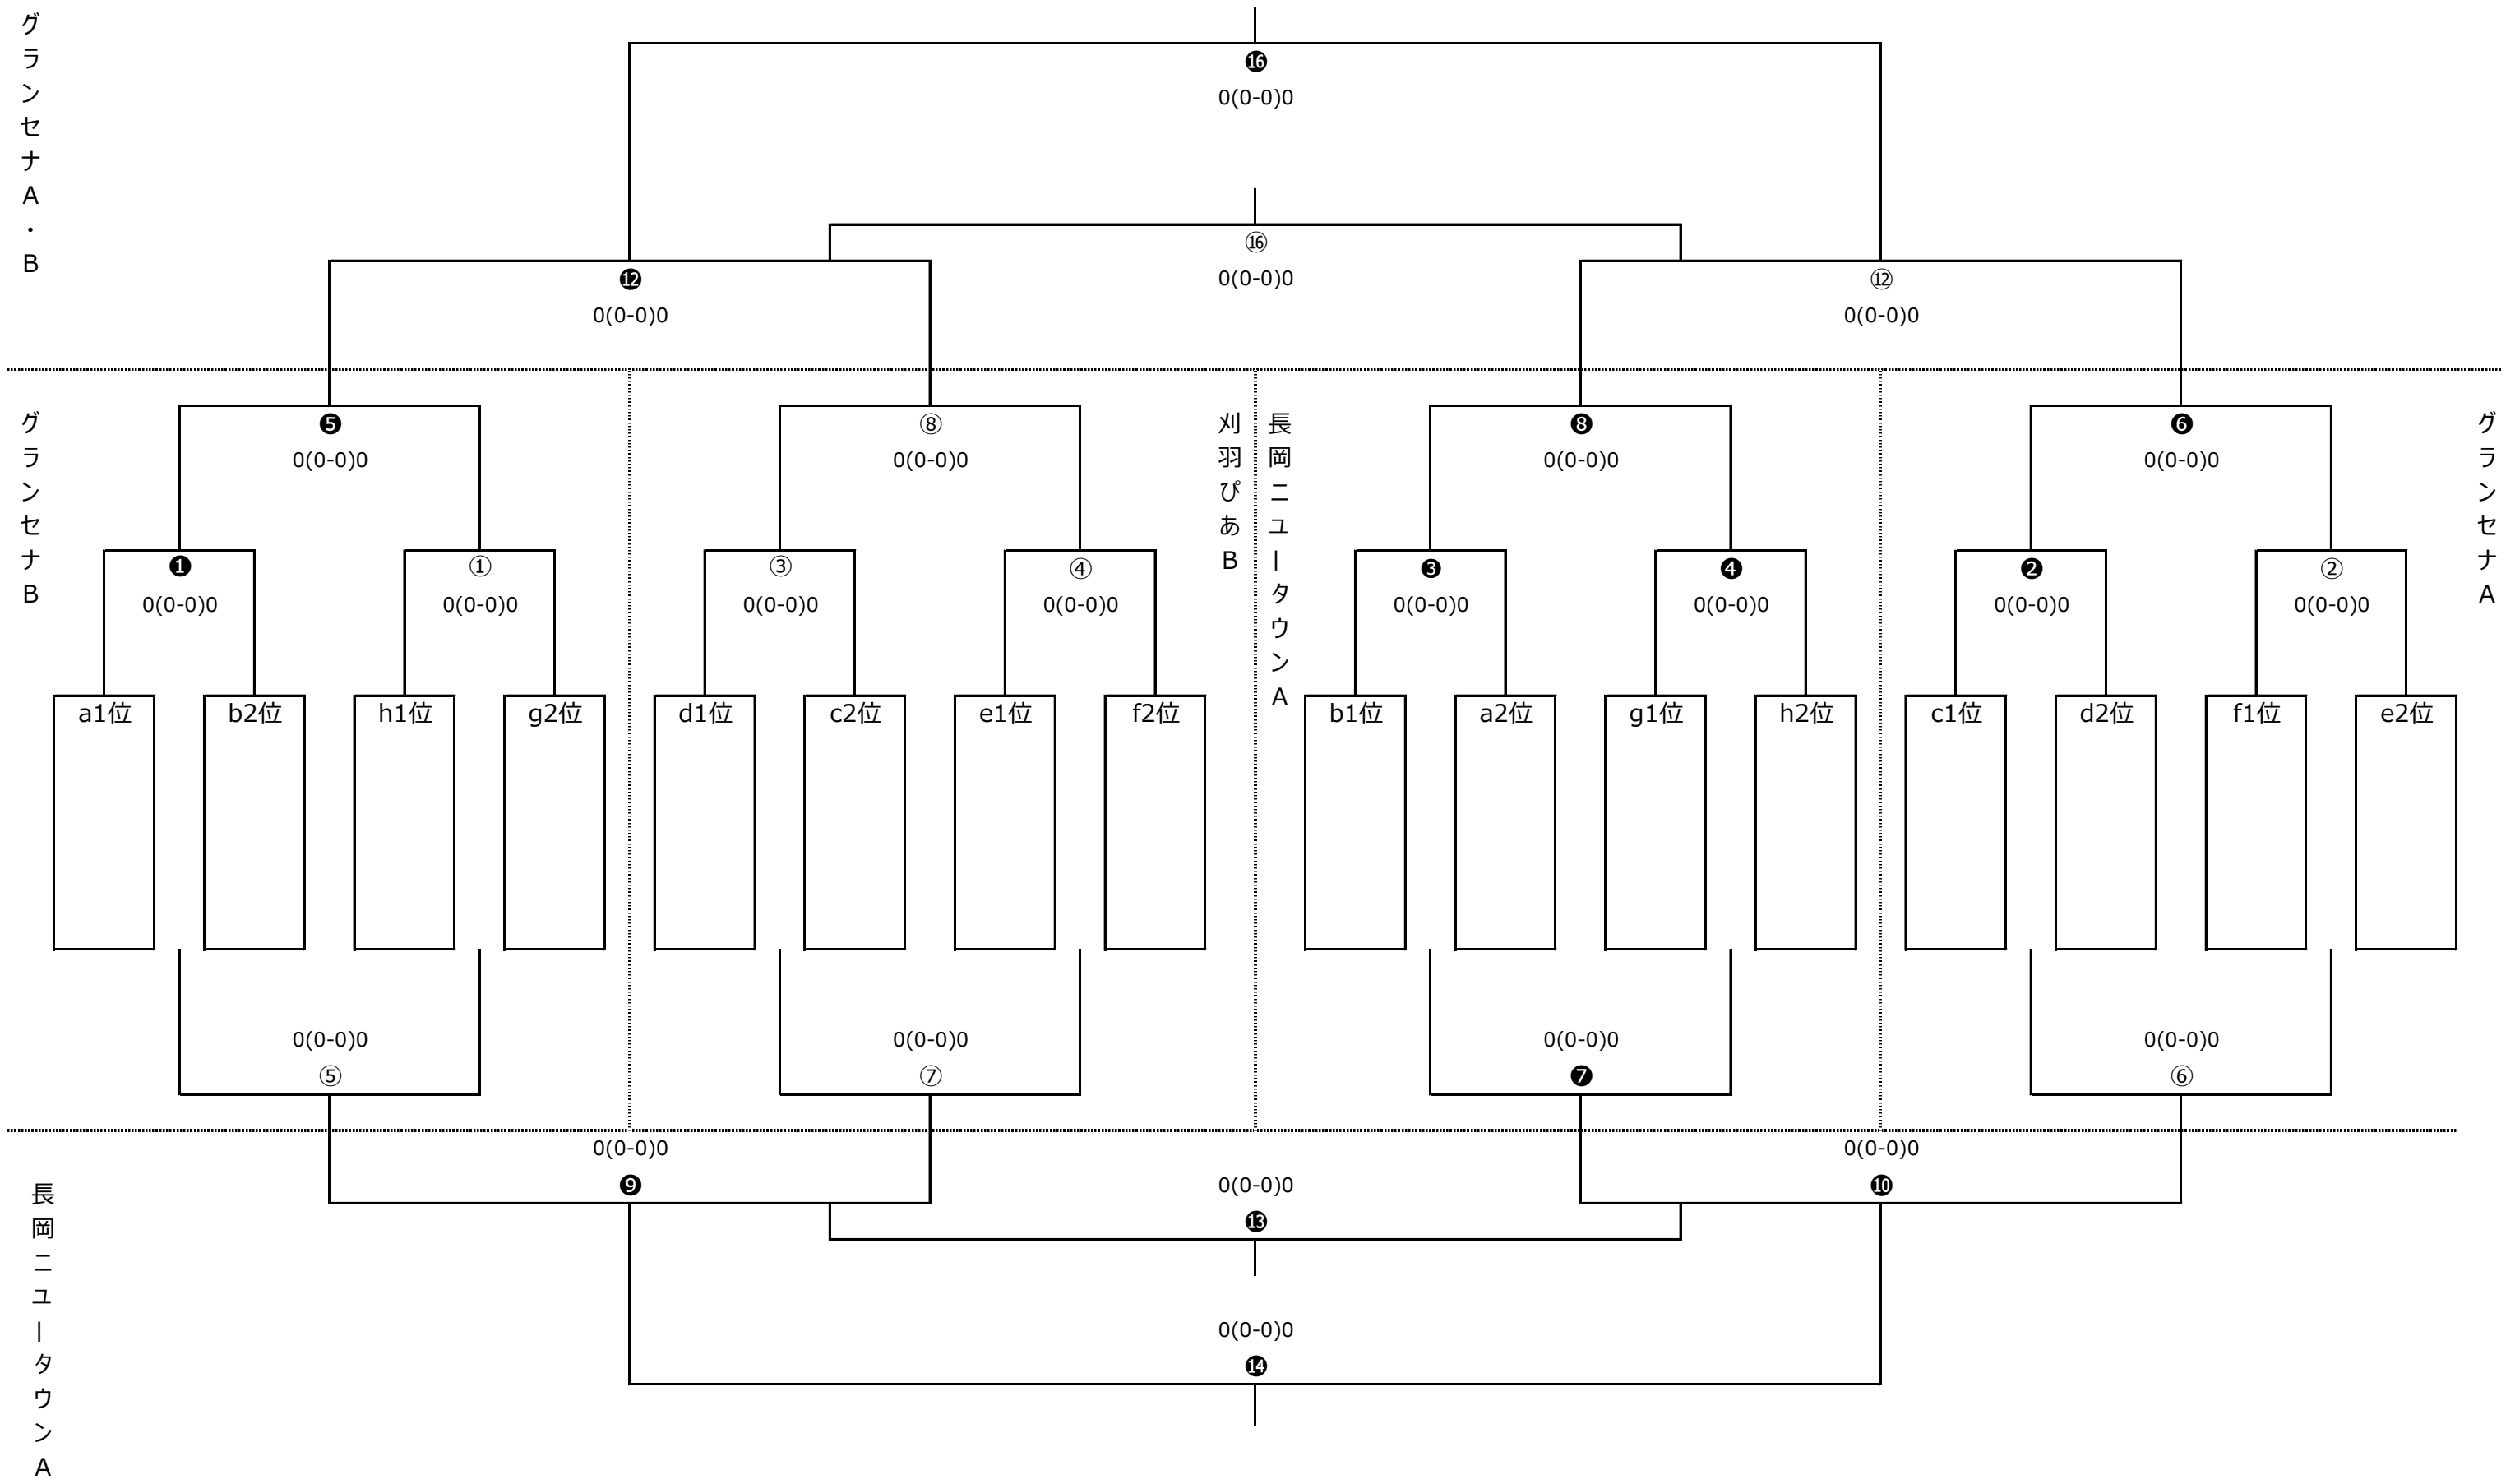 グランセナA・B
⓰
0(0-0)0
⑯
0(0-0)0
⓬
0(0-0)0
⑫
0(0-0)0
グランセナB
刈羽ぴあB
長岡ニュータウンA
グランセナA
❺
0(0-0)0
⑧
0(0-0)0
❽
0(0-0)0
❻
0(0-0)0
❶
0(0-0)0
①
0(0-0)0
③
0(0-0)0
④
0(0-0)0
❸
0(0-0)0
❹
0(0-0)0
❷
0(0-0)0
②
0(0-0)0
a1位
b2位
h1位
g2位
d1位
c2位
e1位
f2位
b1位
a2位
g1位
h2位
c1位
d2位
f1位
e2位
0(0-0)0
⑤
0(0-0)0
⑦
0(0-0)0
❼
0(0-0)0
⑥
長岡ニュータウンA
0(0-0)0
❾
0(0-0)0
❿
0(0-0)0
⓭
0(0-0)0
⓮